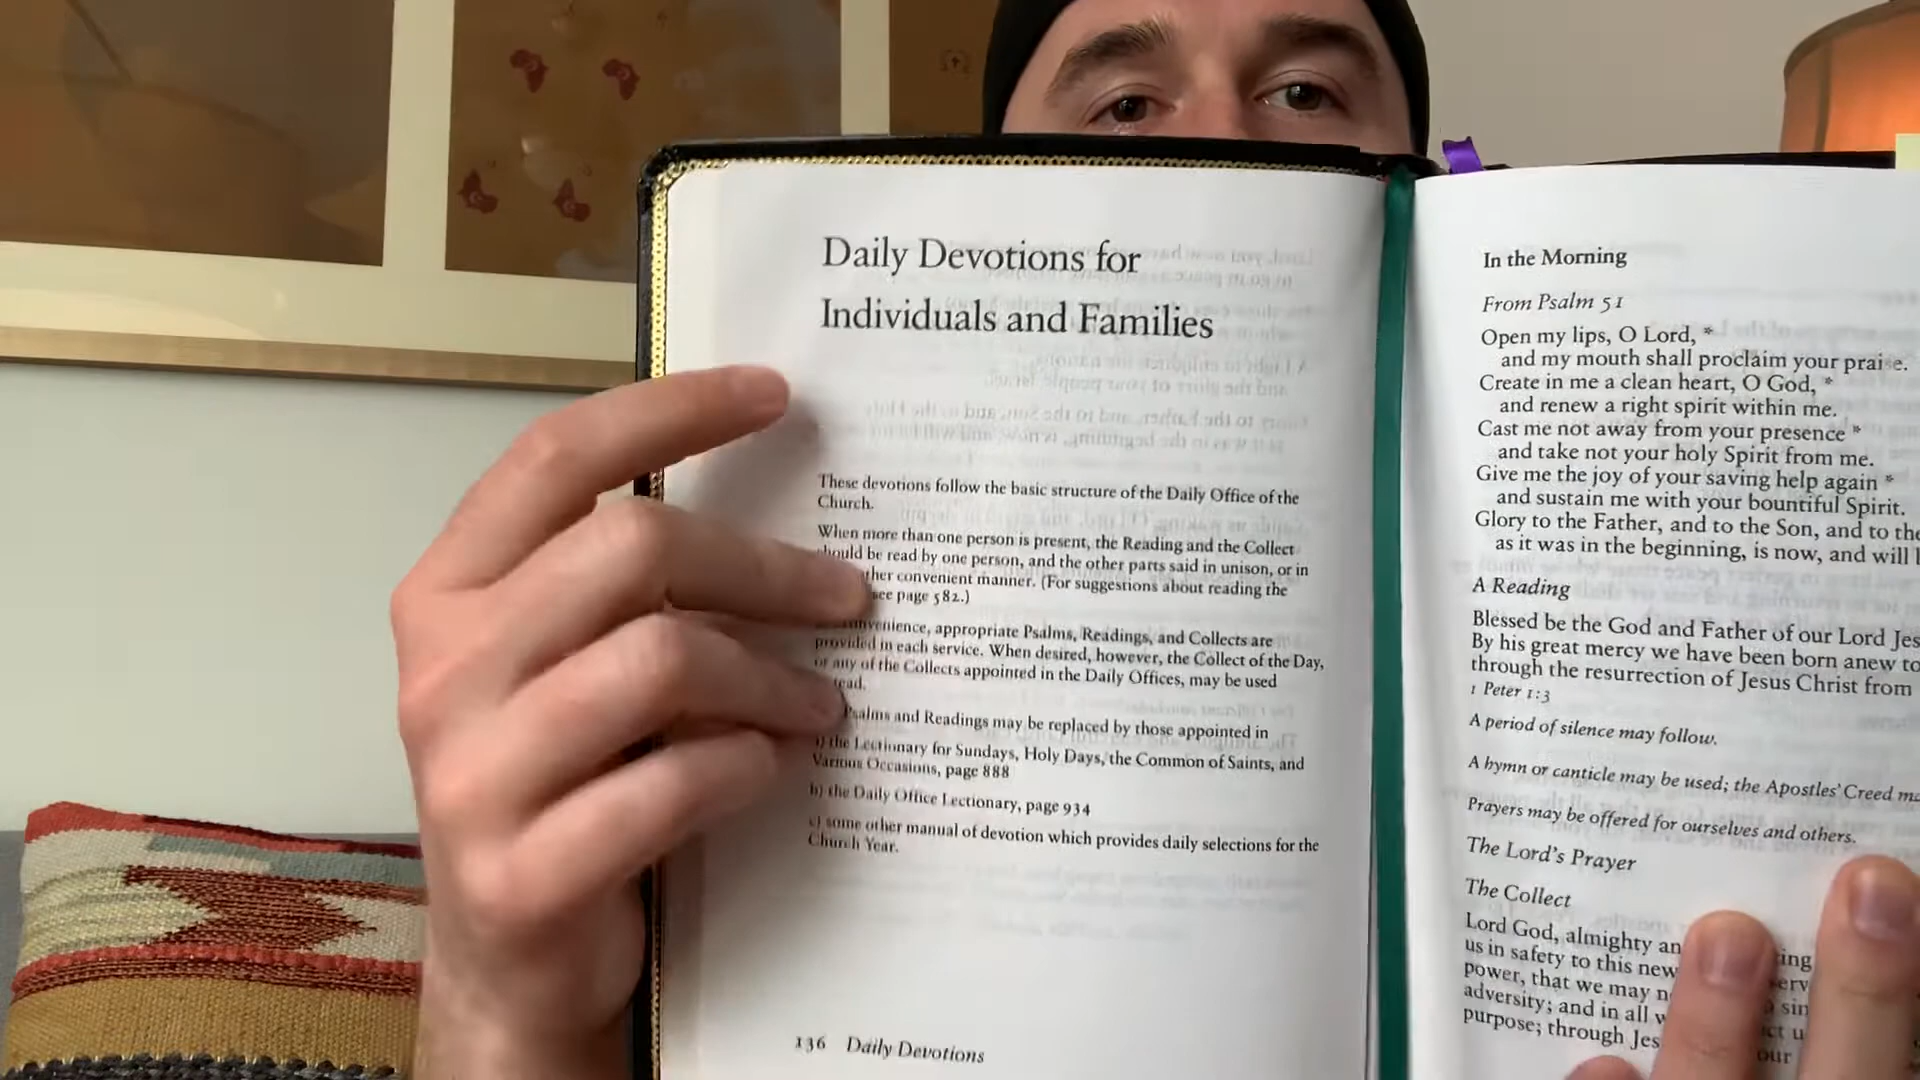 Daily Devotions for
Individuals and Families
These devotions follow the basic structure of the Daily Office of the
Church.
When more than one person is present, the Reading and the Collect
should be read by one person, and the other parts said in unison, or in
convenient manner. (For suggestions about reading the
see page 582.)
appropriate Psalms, Readings, and Collects are
provided in each service. When desired, however, the Collect of the Day,
or any of the Collects appointed in the Daily Offices, may be used
Psalms and Readings may be replaced by those appointed in
a) the Lectionary for Sundays, Holy Days, the Common of Saints, and
Various Occasions, page 888
b) the Daily Office Lectionary, page 934
c) some other manual of devotion which provides daily selections for the
Church Year.
136 Daily Devotions
In the Morning
From Psalm 51
Open my lips, O Lord, *
and my mouth shall proclaim your praise.
Create in me a clean heart, O God, *
and renew a right spirit within me.
Cast me not away from your presence *
and take not your holy Spirit from me.
Give me the joy of your saving help again *
and sustain me with your bountiful Spirit.
Glory to the Father, and to the Son, and to the
as it was in the beginning, is now, and will
A Reading
Blessed be the God and Father of our Lord
By his great mercy we have been born anew to
through the resurrection of Jesus Christ from
1 Peter 1:3
A period of silence may follow.
A hymn or canticle may be used; the Apostles' Creed
Prayers may be offered for ourselves and others.
The Lord's Prayer
The Collect
Lord God, almighty
us in safety to this new
power, that we may
adversity; and in all
purpose; through